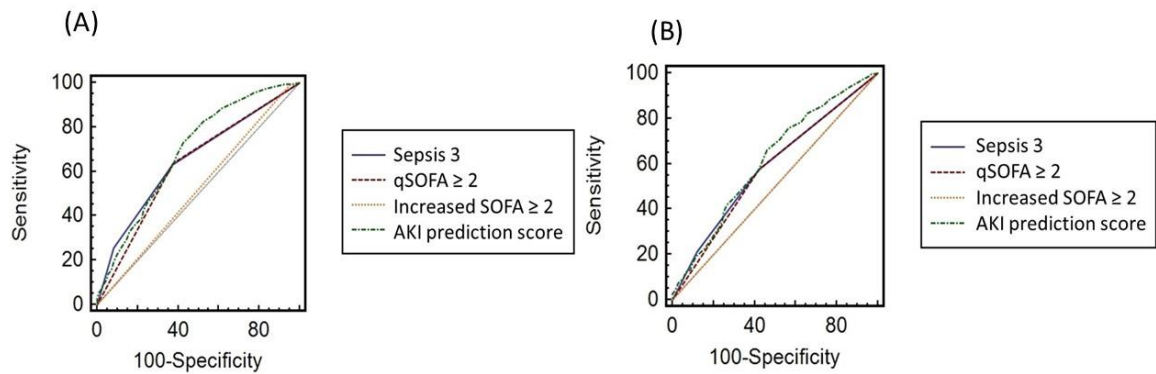 (A)
100
80
60
40
20
0
Sensitivity
0 40 80
100-Specificity
Sepsis 3
qSOFA ≥ 2
Increased SOFA ≥ 2
AKI prediction score
(B)
100
80
60
40
20
0
Sensitivity
0 40 80
100-Specificity
Sepsis 3
qSOFA ≥ 2
Increased SOFA ≥ 2
AKI prediction score